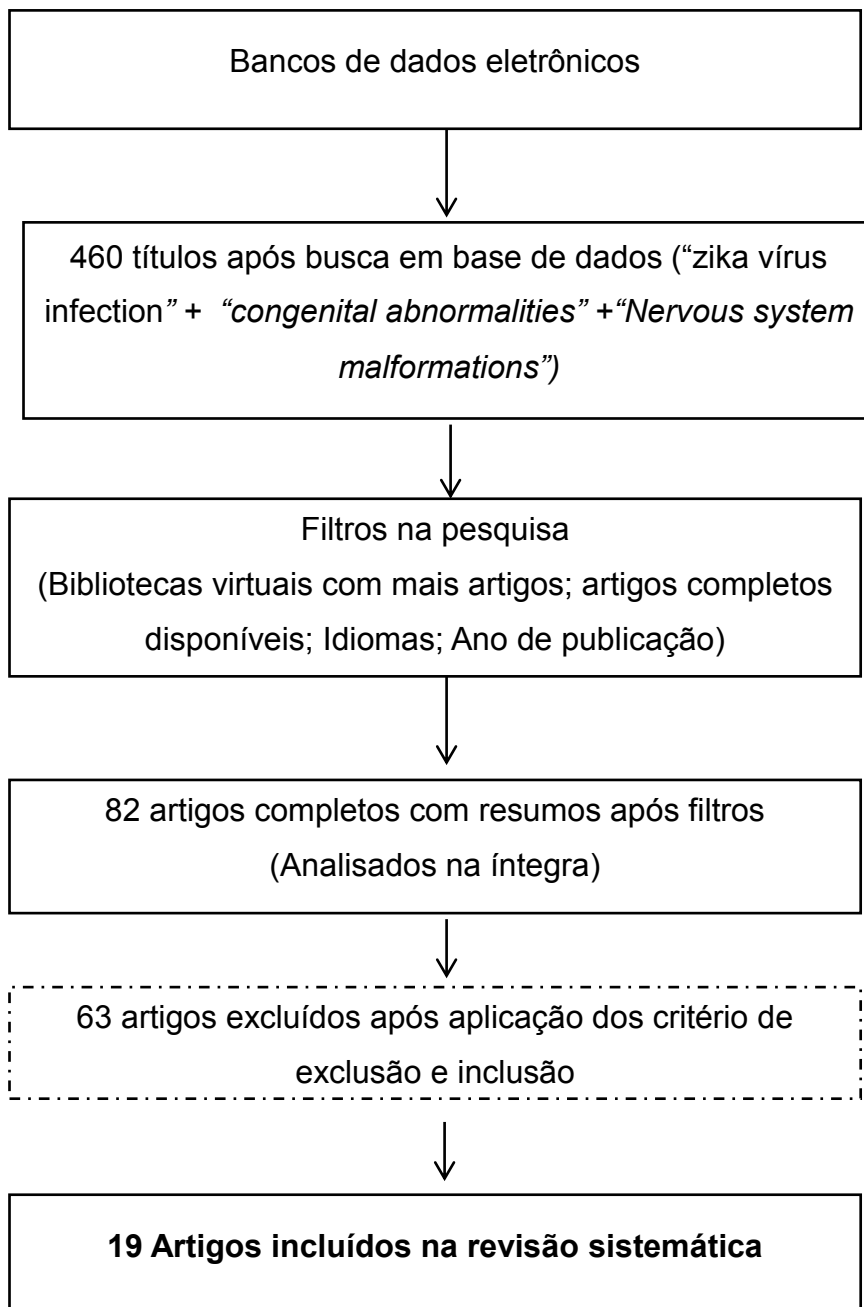 Bancos de dados eletrônicos
460 títulos após busca em base de dados (“zika vírus
infection” + “congenital abnormalities” +“Nervous system
malformations”)
Filtros na pesquisa
(Bibliotecas virtuais com mais artigos; artigos completos
disponíveis; Idiomas; Ano de publicação)
82 artigos completos com resumos após filtros
(Analisados na íntegra)
63 artigos excluídos após aplicação dos critério de
exclusão e inclusão
19 Artigos incluídos na revisão sistemática